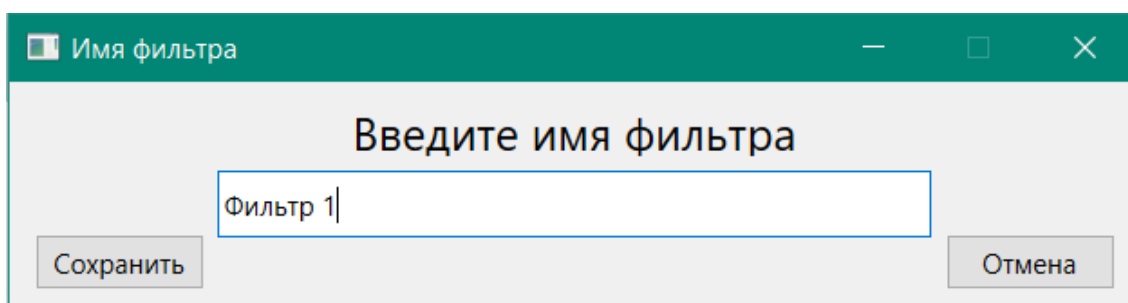 Имя фильтра
Введите имя фильтра
Фильтр 1
Сохранить
Отмена